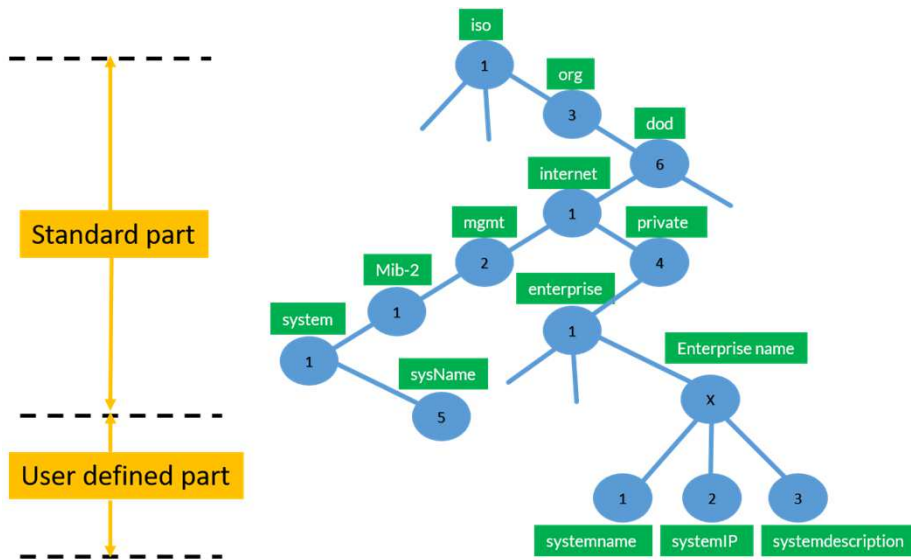 iso
1
org
3
dod
6
internet
1
mgmt
2
private
4
Mib-2
1
enterprise
1
system
1
sysName
5
Enterprise name
X
1
2
3
systemname
systemIP
systemdescription
Standard part
User defined part